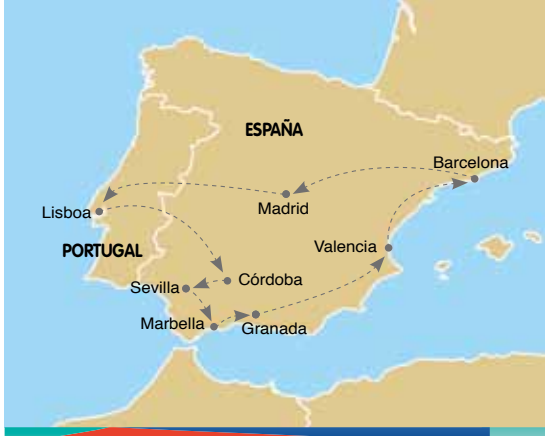 ESPAÑA
Barcelona
Madrid
Lisboa
Valencia
PORTUGAL
Córdoba
Sevilla
Marbella
Granada